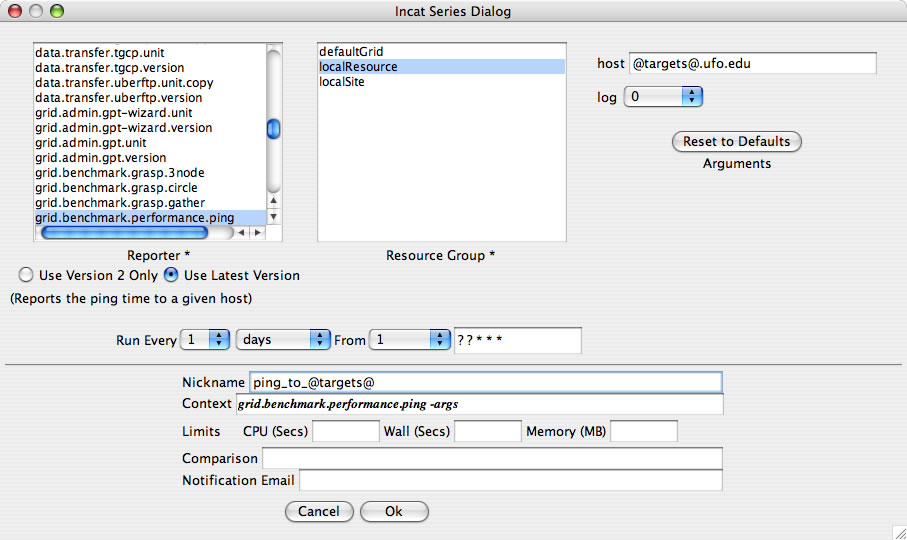 Incat Series Dialog
data.transfer.tgcp.unit
data.transfer.tgcp.version
data.transfer.uberftp.unit.copy
data.transfer.uberftp.version
grid.admin.gpt-wizard.unit
grid.admin.gpt-wizard.version
grid.admin.gpt.unit
grid.admin.gpt.version
grid.benchmark.grasp.3node
grid.benchmark.grasp.circle
grid.benchmark.grasp.gather
grid.benchmark.performance.ping
Reporter *
defaultGrid
localResource
localSite
Resource Group *
host @targets@.ufo.edu
log 0
Reset to Defaults
Arguments
Use Version 2 Only Use Latest Version
(Reports the ping time to a given host)
Run Every 1 days From 1 ? ? * * *
Nickname ping_to_@targets@
Context grid.benchmark.performance.ping -args
Limits CPU (Secs) Wall (Secs) Memory (MB)
Comparison
Notification Email
Cancel Ok